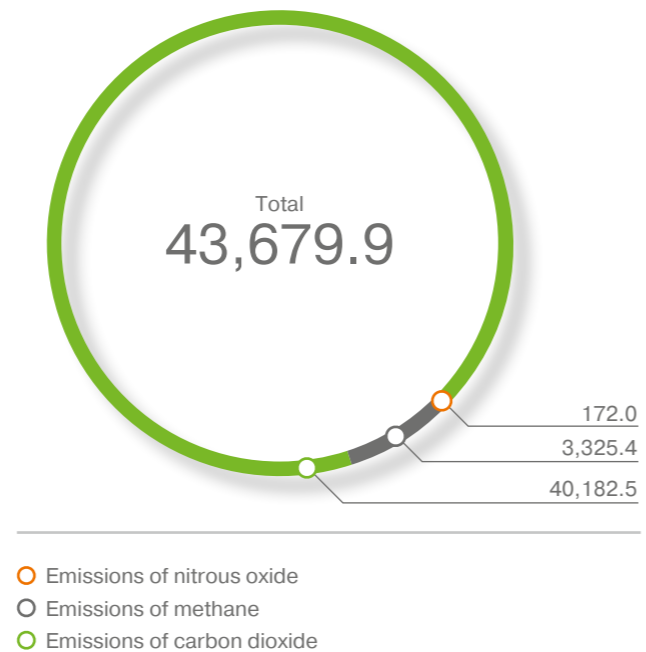 Total
43,679.9
172.0
3,325.4
40,182.5
Emissions of nitrous oxide
Emissions of methane
Emissions of carbon dioxide